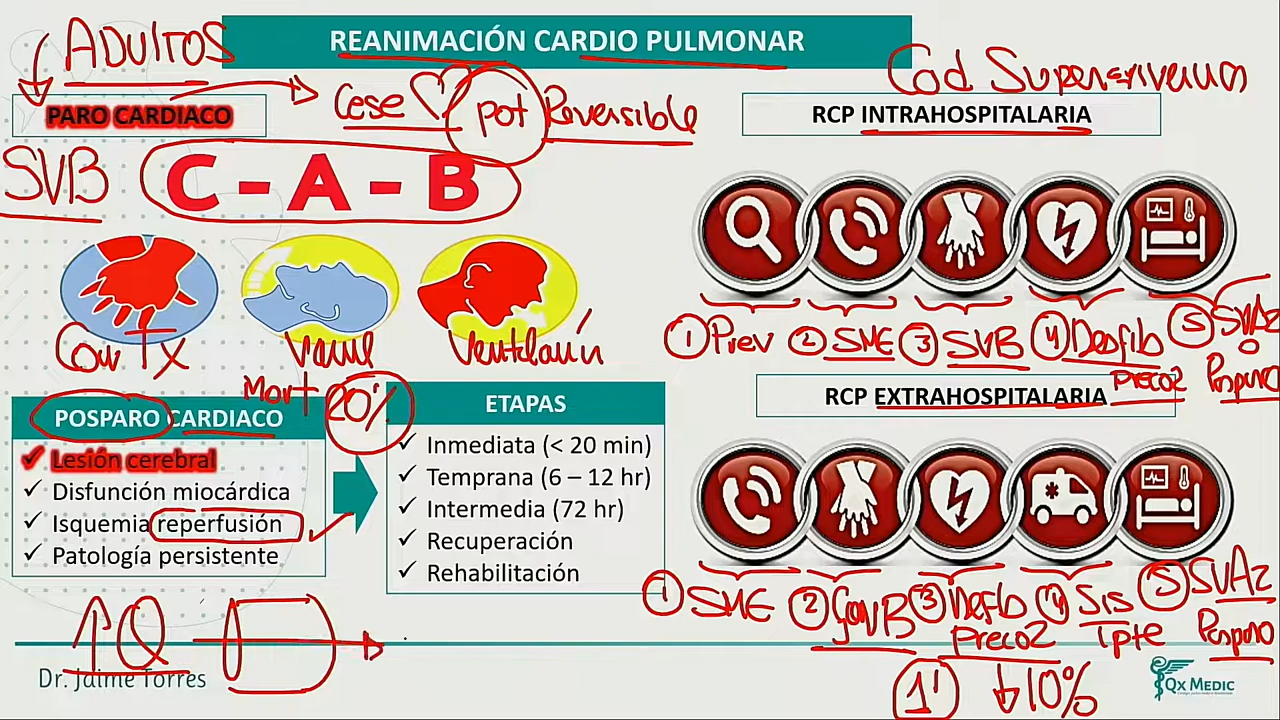 ADULTOS
REANIMACIÓN CARDIO PULMONAR
PARO CARDIACO
Cese
pot Reversible
SVB
C - A - B
Ventilación
POSPARO CARDIACO
Mort 20%
Lesión cerebral
Disfunción miocárdica
Isquemia reperfusión
Patología persistente
ETAPAS
Inmediata (< 20 min)
Temprana (6 – 12 hr)
Intermedia (72 hr)
Recuperación
Rehabilitación
↑Q
Dr. Jaime Torres
Cad. Supervivencia
RCP INTRAHOSPITALARIA
① Prev ② SME ③ SVB ④ Desfib Precoz ⑤ SVAz
Posparo
RCP EXTRAHOSPITALARIA
① SME ② ③ Desfib Precoz ④ Sis Tpte ⑤ SVAz Posparo
1' ↓10%
QX MEDIC